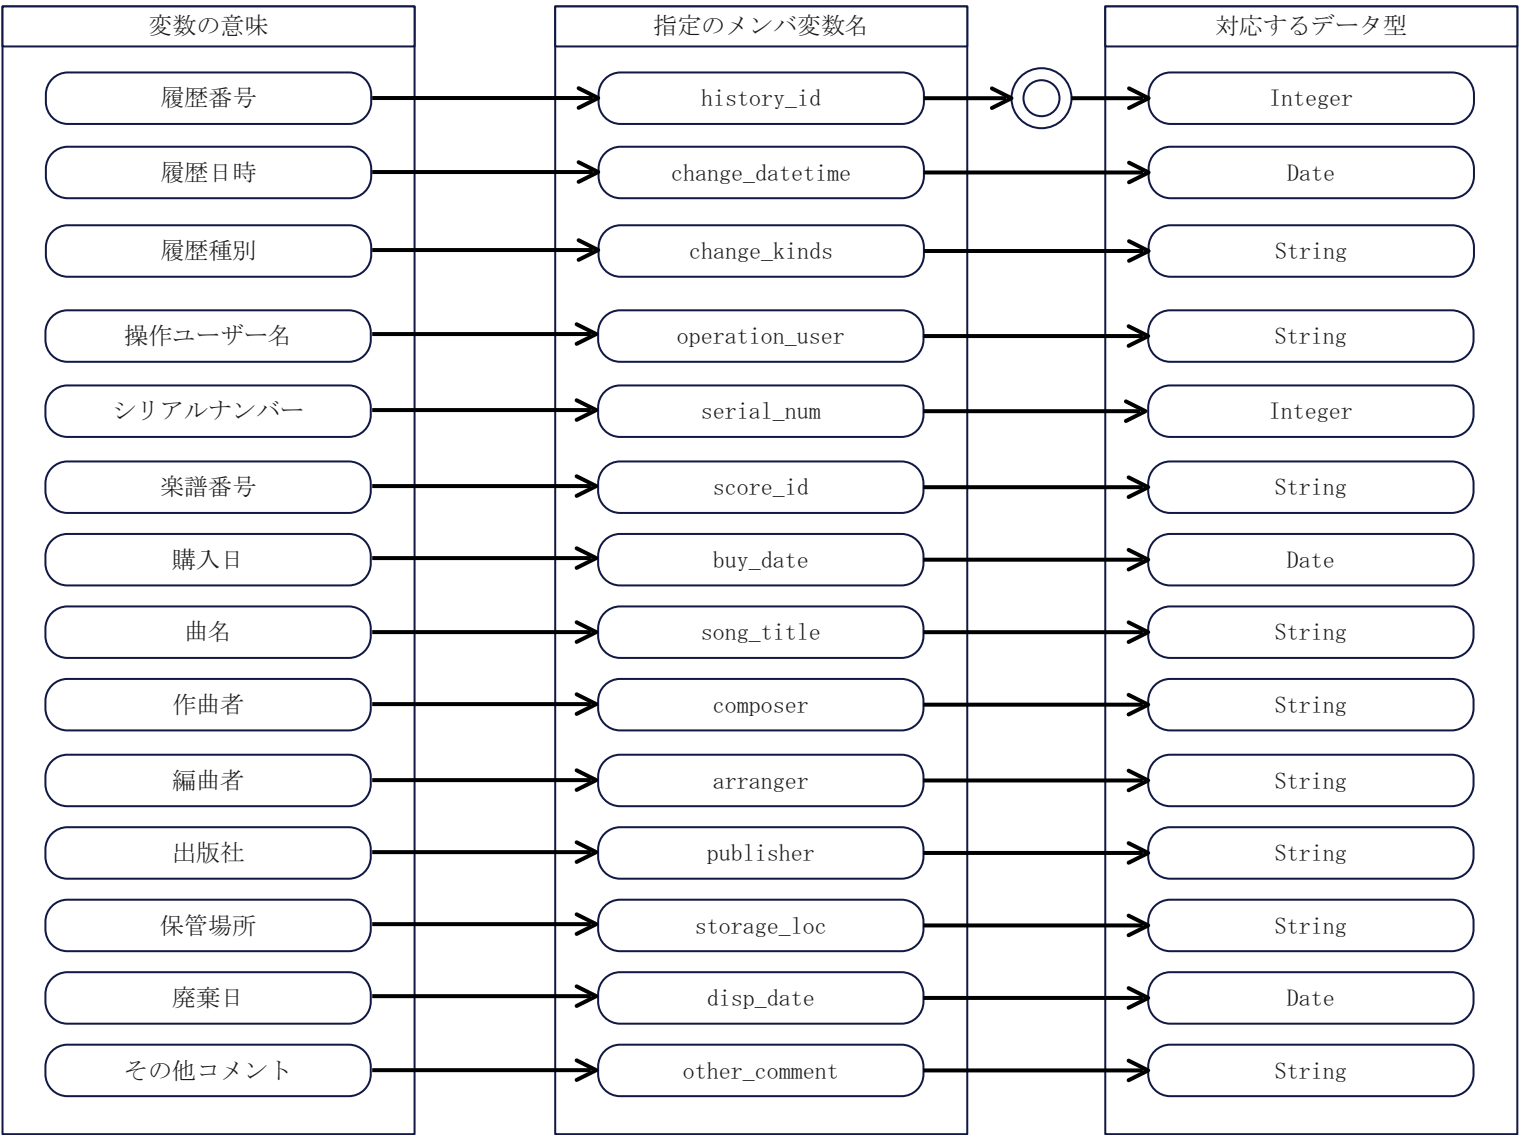 変数の意味
指定のメンバ変数名
対応するデータ型
履歴番号
history_id
Integer
履歴日時
change_datetime
Date
履歴種別
change_kinds
String
操作ユーザー名
operation_user
String
シリアルナンバー
serial_num
Integer
楽譜番号
score_id
String
購入日
buy_date
Date
曲名
song_title
String
作曲者
composer
String
編曲者
arranger
String
出版社
publisher
String
保管場所
storage_loc
String
廃棄日
disp_date
Date
その他コメント
other_comment
String